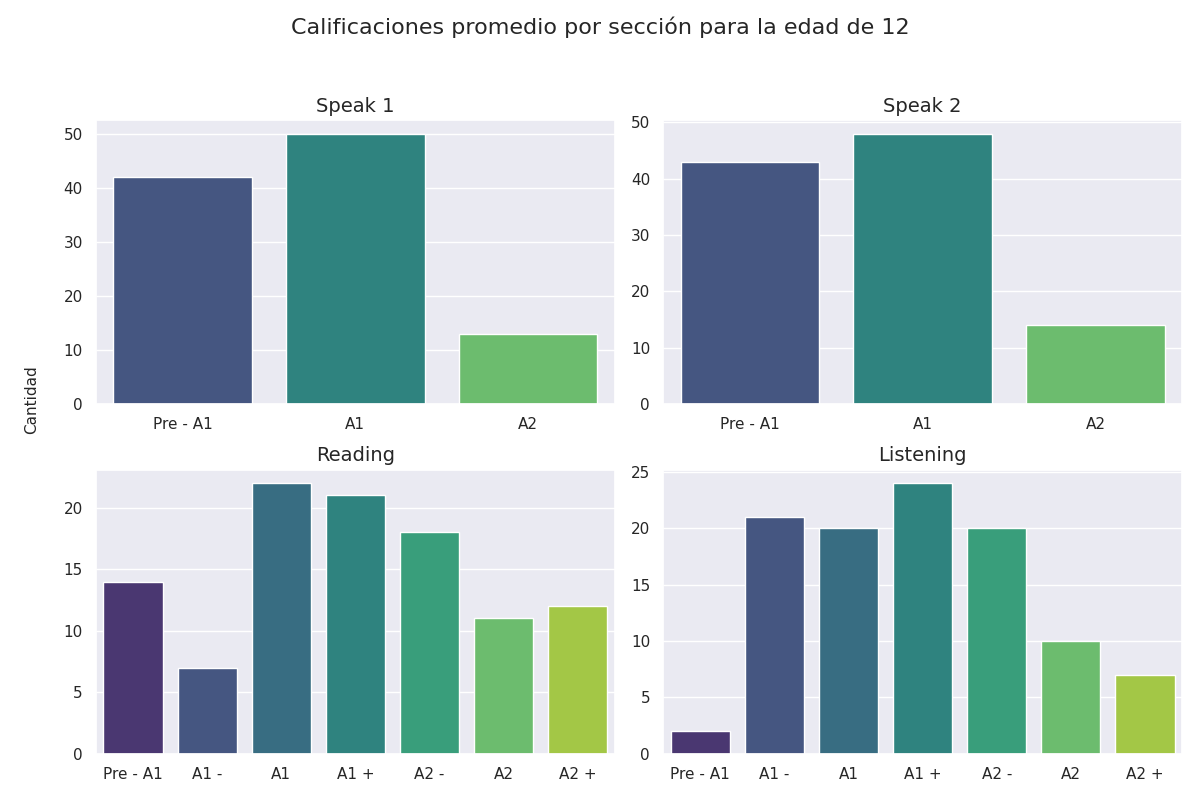 Calificaciones promedio por sección para la edad de 12
Cantidad
Speak 1
50
40
30
20
10
0
Pre - A1 A1 A2
Speak 2
50
40
30
20
10
0
Pre - A1 A1 A2
Reading
20
15
10
5
0
Pre - A1 A1 - A1 A1 + A2 - A2 A2 +
Listening
25
20
15
10
5
0
Pre - A1 A1 - A1 A1 + A2 - A2 A2 +